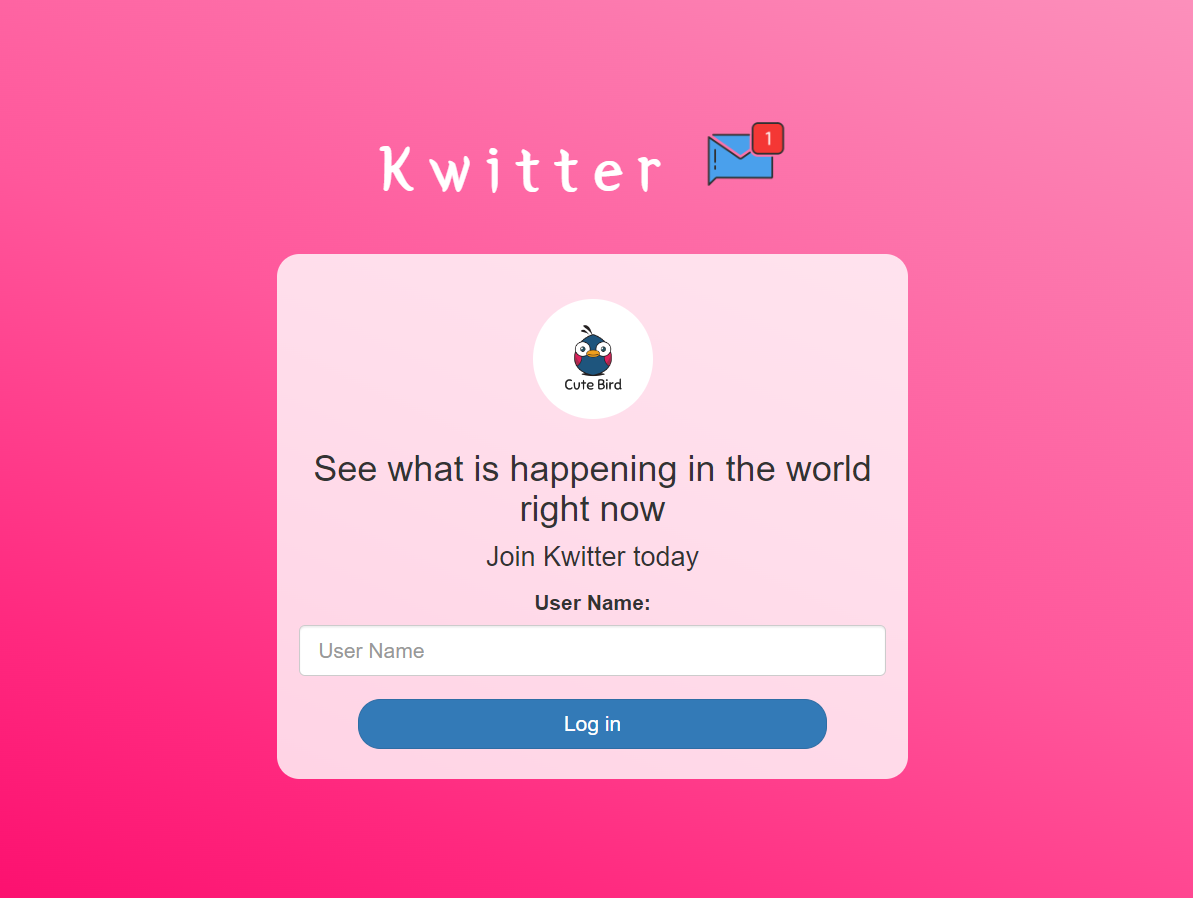 Kwitter
1
Cute Bird
See what is happening in the world
right now
Join Kwitter today
User Name:
User Name
Log in